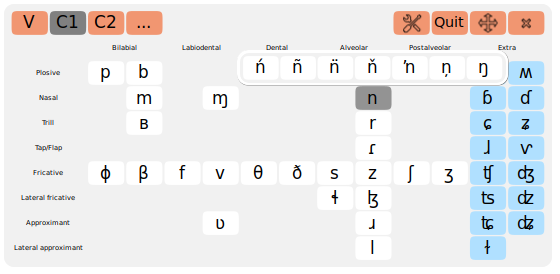 V C1 C2 ... Quit
Bilabial Labiodental Dental Alveolar Postalveolar Extra
ń ñ n̈ ň ŉ ņ ŋ
Plosive p b ʍ
Nasal m ɱ n ɓ ɗ
Trill ʙ r ɕ ʑ
Tap/Flap ɾ ɺ ⱱ
Fricative ɸ β f v θ ð s z ʃ ʒ ʧ ʤ
Lateral fricative ɬ ɮ ʦ ʣ
Approximant ʋ ɹ ʨ ʥ
Lateral approximant l ɫ